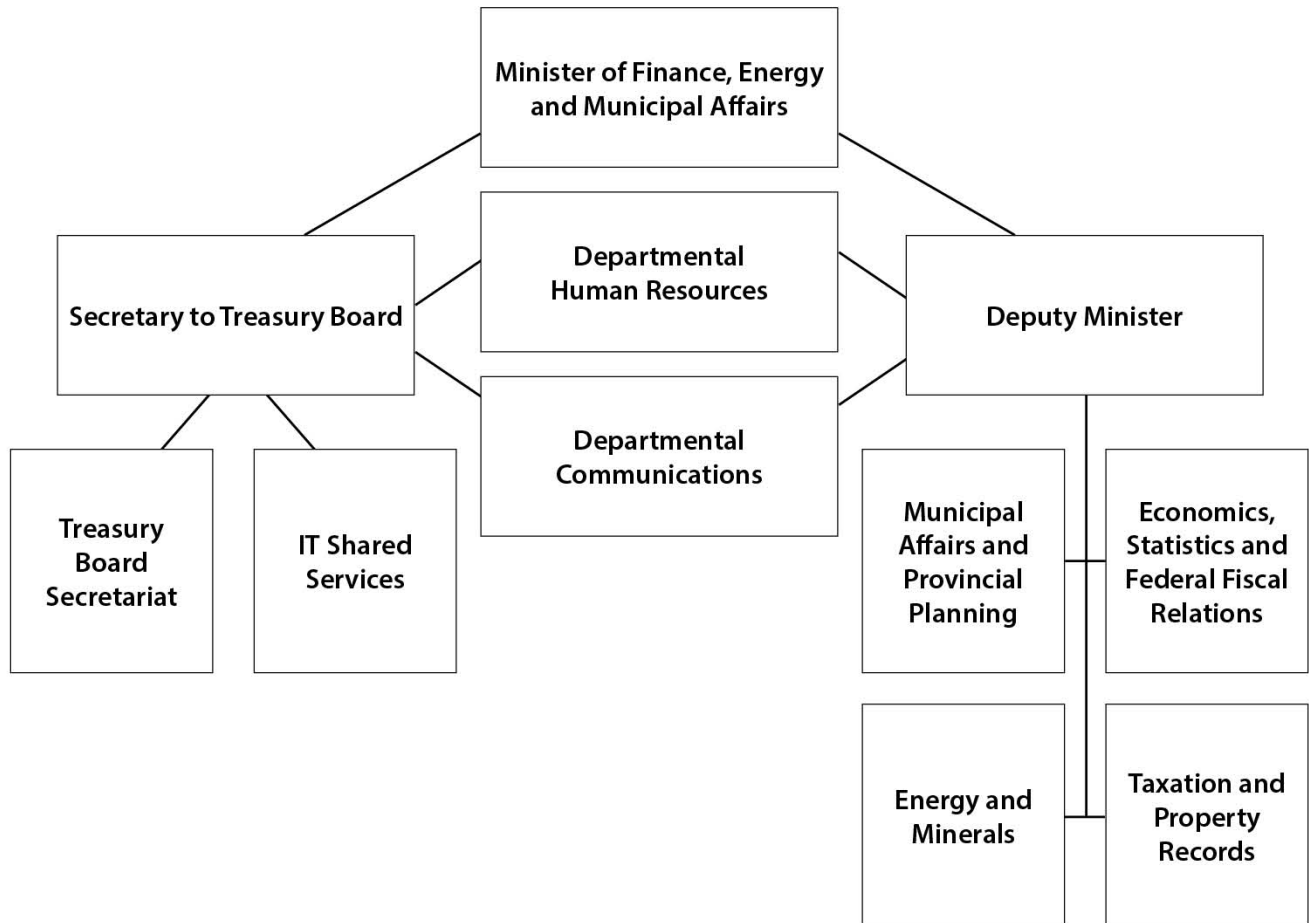 Minister of Finance, Energy
and Municipal Affairs
Departmental
Human Resources
Secretary to Treasury Board
Deputy Minister
Departmental
Communications
Treasury
Board
Secretariat
IT Shared
Services
Municipal
Affairs and
Provincial
Planning
Economics,
Statistics and
Federal Fiscal
Relations
Energy and
Minerals
Taxation and
Property
Records